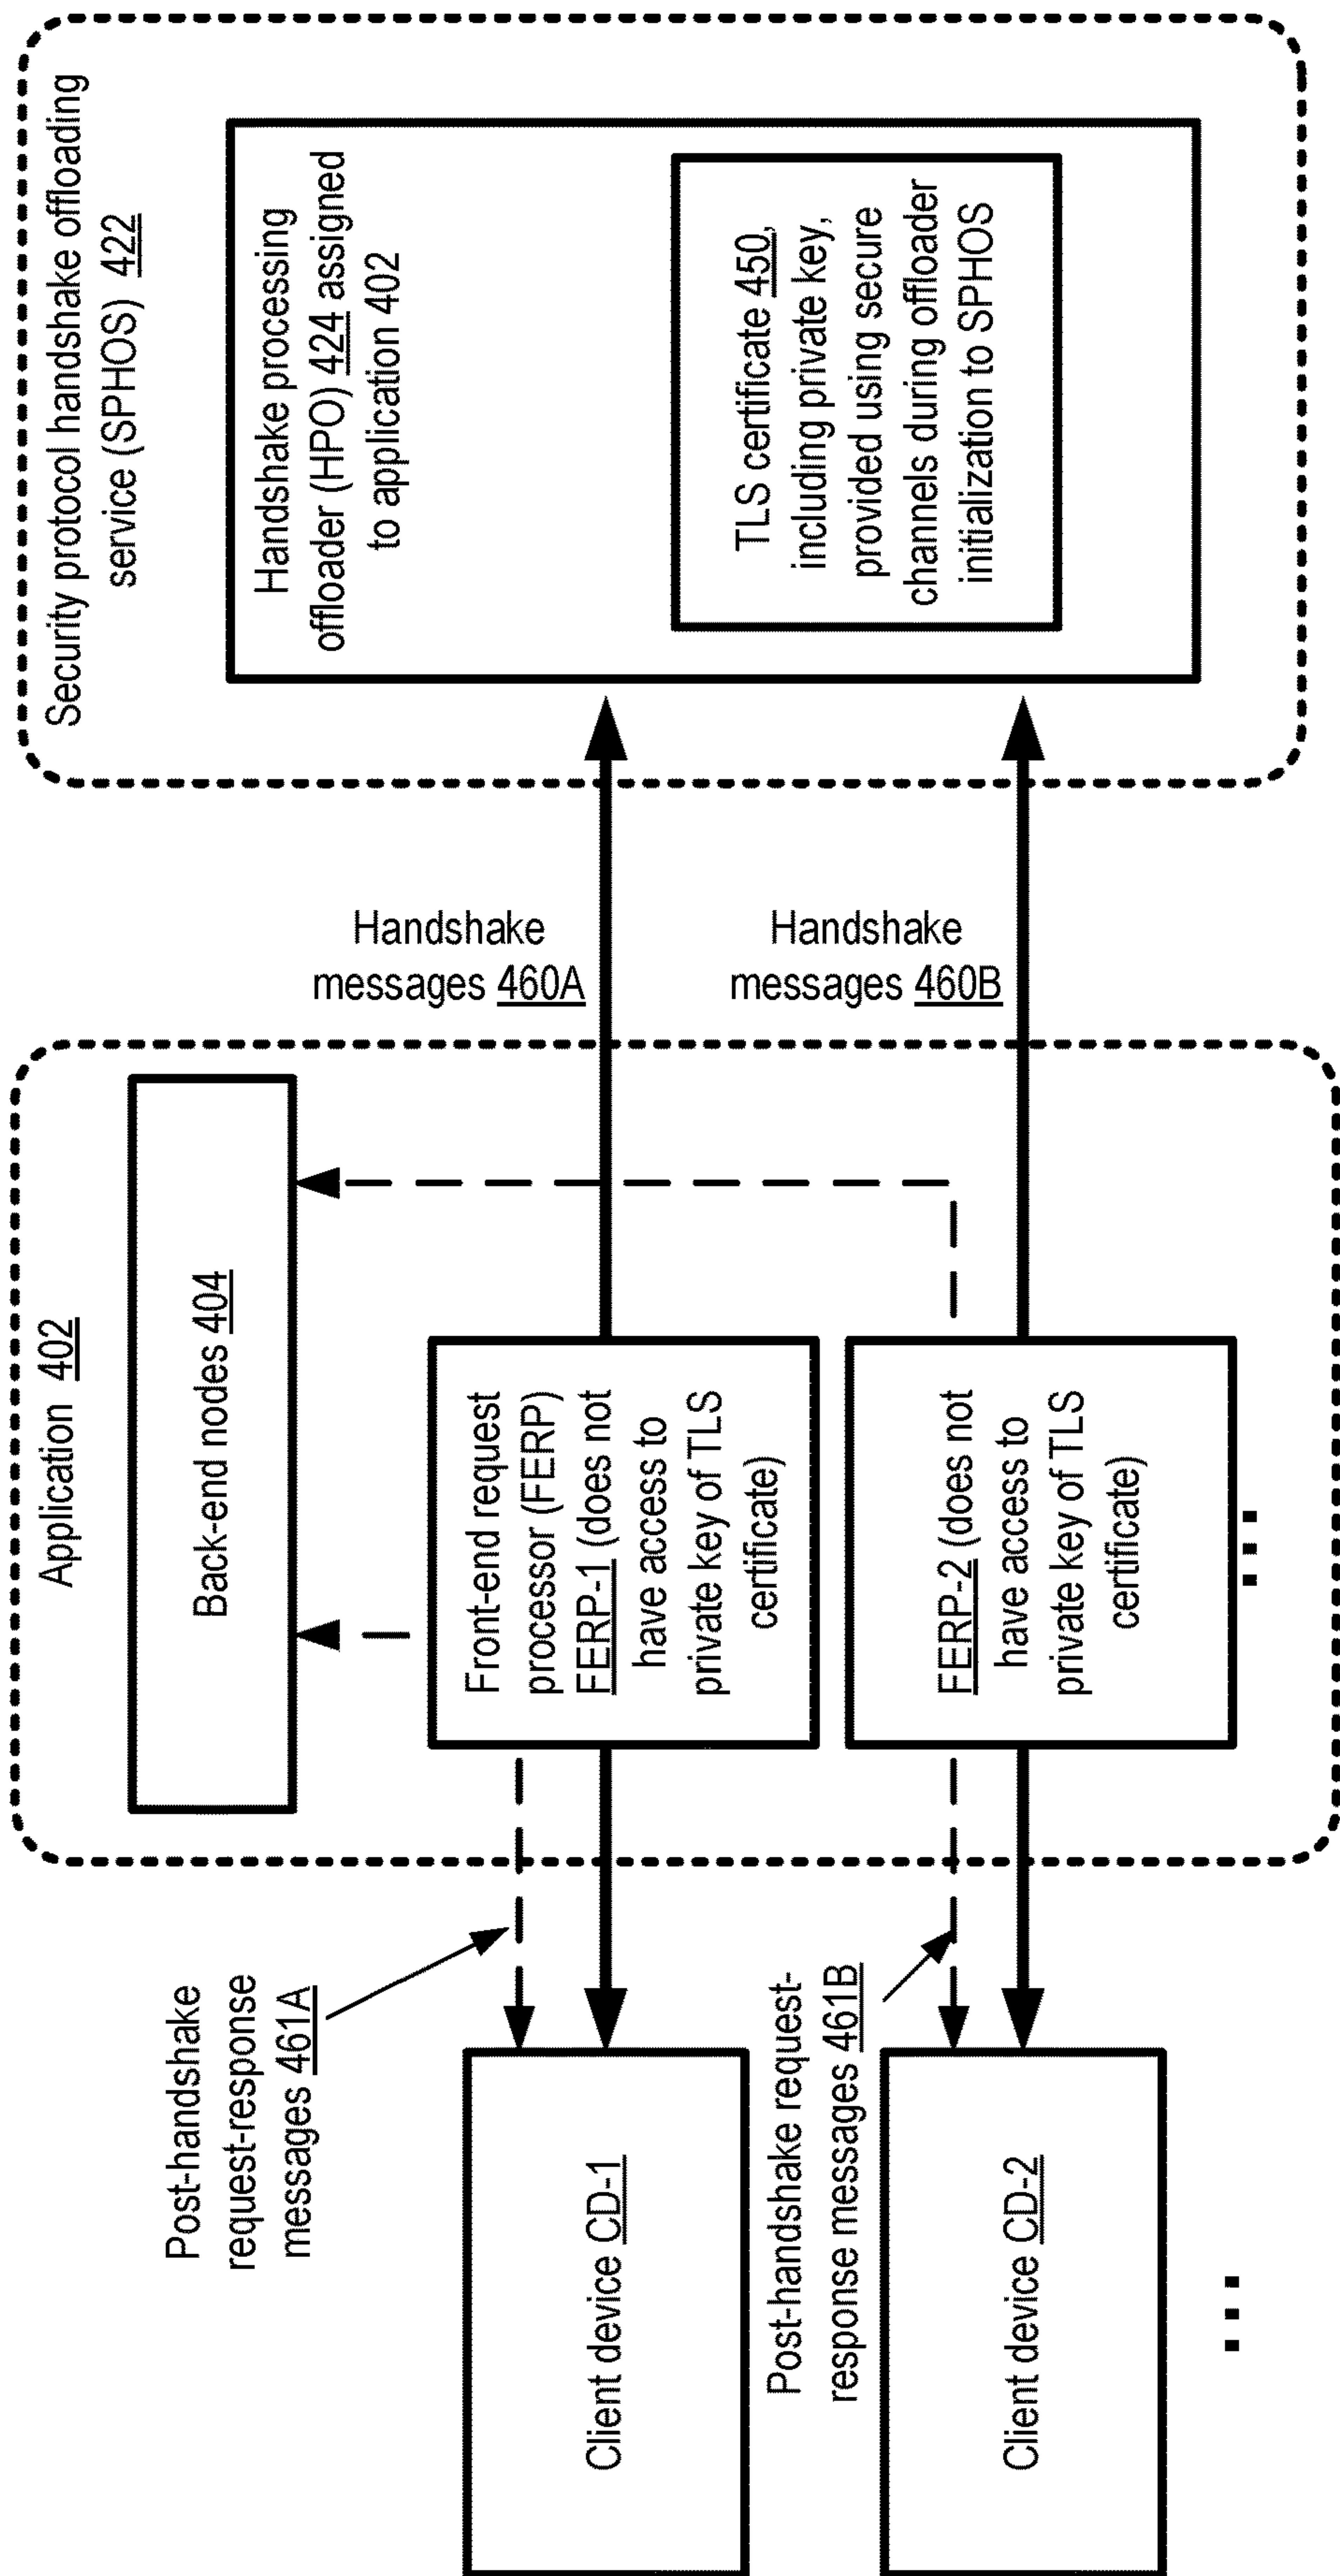 Security protocol handshake offloading
service (SPHOS) 422
Handshake processing
offloader (HPO) 424 assigned
to application 402
TLS certificate 450,
including private key,
provided using secure
channels during offloader
initialization to SPHOS
Handshake
messages 460A
Handshake
messages 460B
Application 402
Back-end nodes 404
Front-end request
processor (FERP)
FERP-1 (does not
have access to
private key of TLS
certificate)
FERP-2 (does not
have access to
private key of TLS
certificate)
...
Post-handshake
request-response
messages 461A
Post-handshake request-
response messages 461B
Client device CD-1
Client device CD-2
...